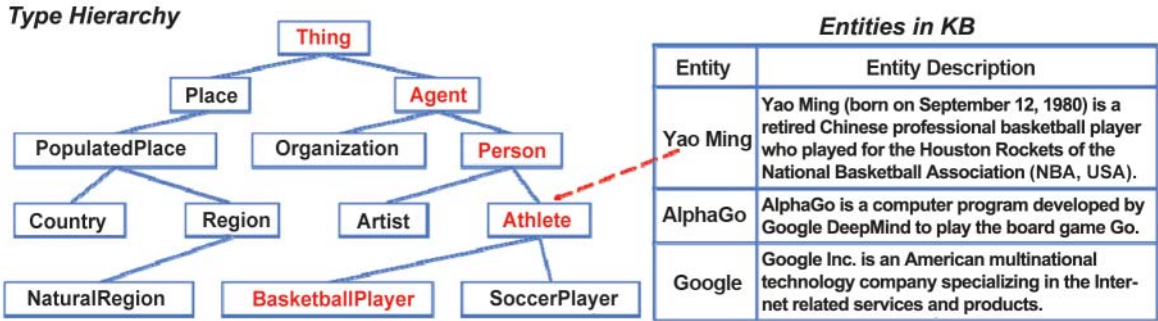 Type Hierarchy
Thing
Place
Agent
PopulatedPlace
Organization
Person
Country
Region
Artist
Athlete
NaturalRegion
BasketballPlayer
SoccerPlayer
Entities in KB
Entity
Entity Description
Yao Ming
Yao Ming (born on September 12, 1980) is a
retired Chinese professional basketball player
who played for the Houston Rockets of the
National Basketball Association (NBA, USA).
AlphaGo
AlphaGo is a computer program developed by
Google DeepMind to play the board game Go.
Google
Google Inc. is an American multinational
technology company specializing in the Inter-
net related services and products.